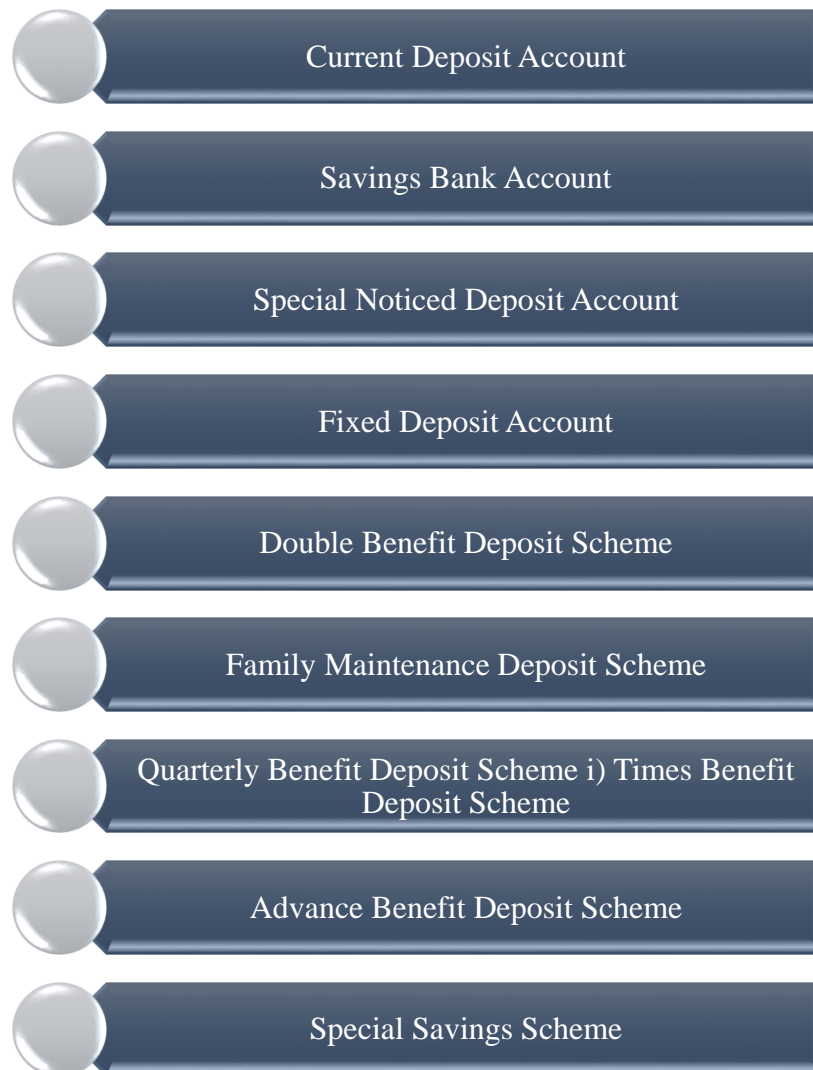 Current Deposit Account
Savings Bank Account
Special Noticed Deposit Account
Fixed Deposit Account
Double Benefit Deposit Scheme
Family Maintenance Deposit Scheme
Quarterly Benefit Deposit Scheme i) Times Benefit
Deposit Scheme
Advance Benefit Deposit Scheme
Special Savings Scheme